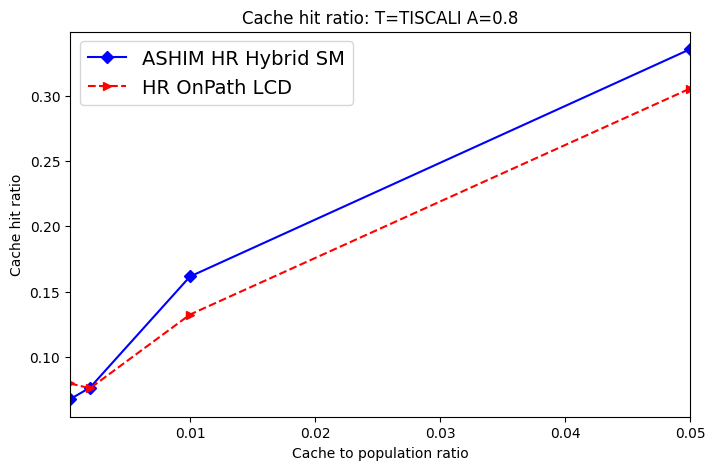 Cache hit ratio: T=TISCALI A=0.8
ASHIM HR Hybrid SM
HR OnPath LCD
Cache hit ratio
0.30
0.25
0.20
0.15
0.10
0.01 0.02 0.03 0.04 0.05
Cache to population ratio